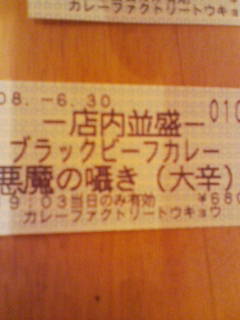 カレーファクトリートウキョ
08.-6.30
010
—店内並盛—
ブラックビーフカレー
悪魔の囁き（大辛）
9:03当日のみ有効 ¥680
カレーファクトリートウキョウ